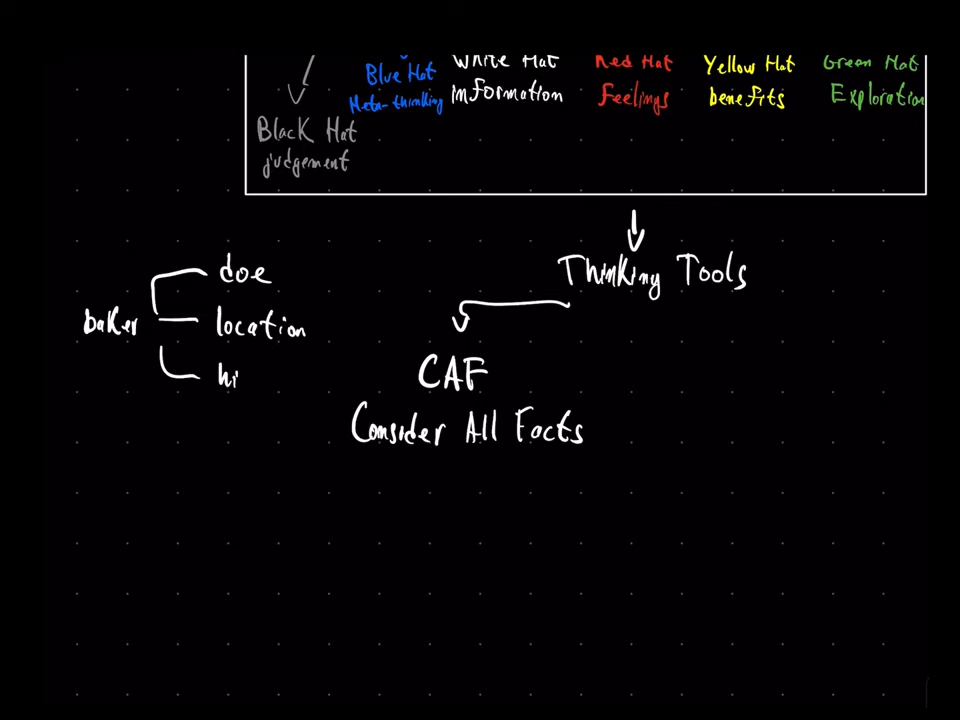 White Hat
Red Hat
Yellow Hat
Green Hat
Blue Hat
Meta-thinking
information
feelings
benefits
Exploration
Black Hat
judgement
Thinking Tools
doe
baker
location
hi
CAF
Consider All Facts